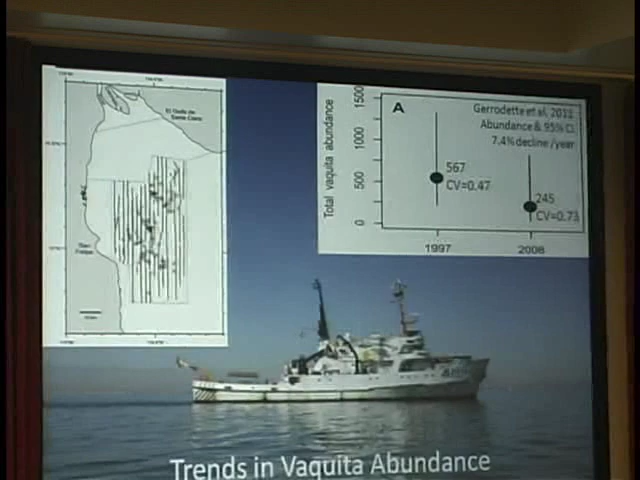 El Golfo de
Santa Clara
San
Felipe
Total vaquita abundance
1500
1000
500
0
A
Gerrodette et al, 2011
Abundance & 95% CI
7.4% decline /year
567
CV=0.47
245
CV=0.73
1997
2008
Trends in Vaquita Abundance